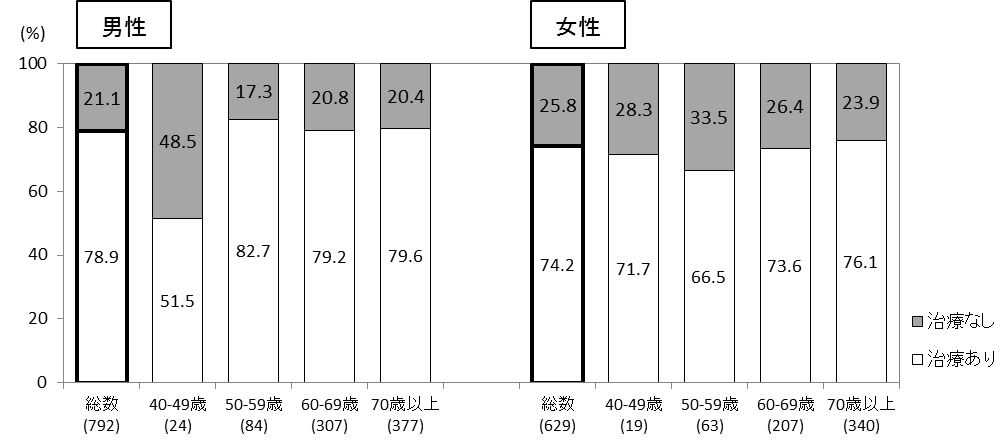 男性
女性
(%)
100
80
60
40
20
0
21.1
48.5
17.3
20.8
20.4
78.9
51.5
82.7
79.2
79.6
25.8
28.3
33.5
26.4
23.9
74.2
71.7
66.5
73.6
76.1
治療なし
治療あり
総数
(792)
40-49歳
(24)
50-59歳
(84)
60-69歳
(307)
70歳以上
(377)
総数
(629)
40-49歳
(19)
50-59歳
(63)
60-69歳
(207)
70歳以上
(340)